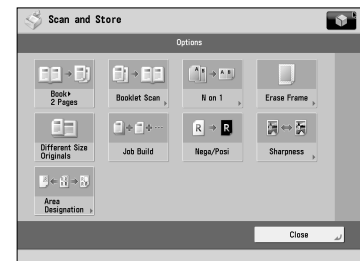 Scan and Store
Options
Book▸
2 Pages
Booklet Scan
N on 1
Erase Frame
Different Size
Originals
Job Build
Nega/Posi
Sharpness
Area
Designation
Close